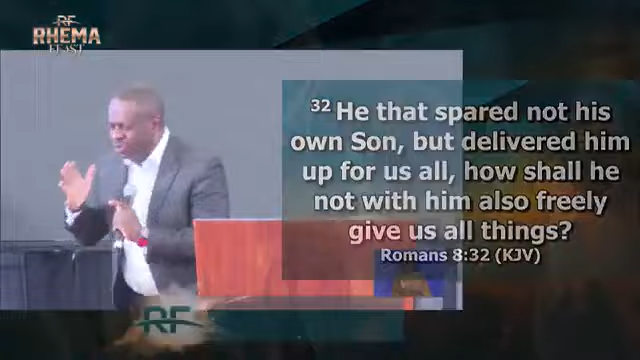 RF
RHEMA
FEAST
32 He that spared not his
own Son, but delivered him
up for us all, how shall he
not with him also freely
give us all things?
Romans 8:32 (KJV)
RF